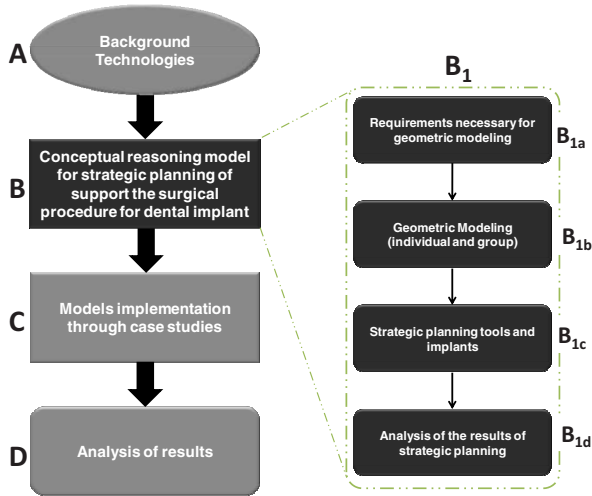 A
Background
Technologies
B
Conceptual reasoning model
for strategic planning of
support the surgical
procedure for dental implant
C
Models implementation
through case studies
D
Analysis of results
B1
Requirements necessary for
geometric modeling
B1a
Geometric Modeling
(individual and group)
B1b
Strategic planning tools and
implants
B1c
Analysis of the results of
strategic planning
B1d